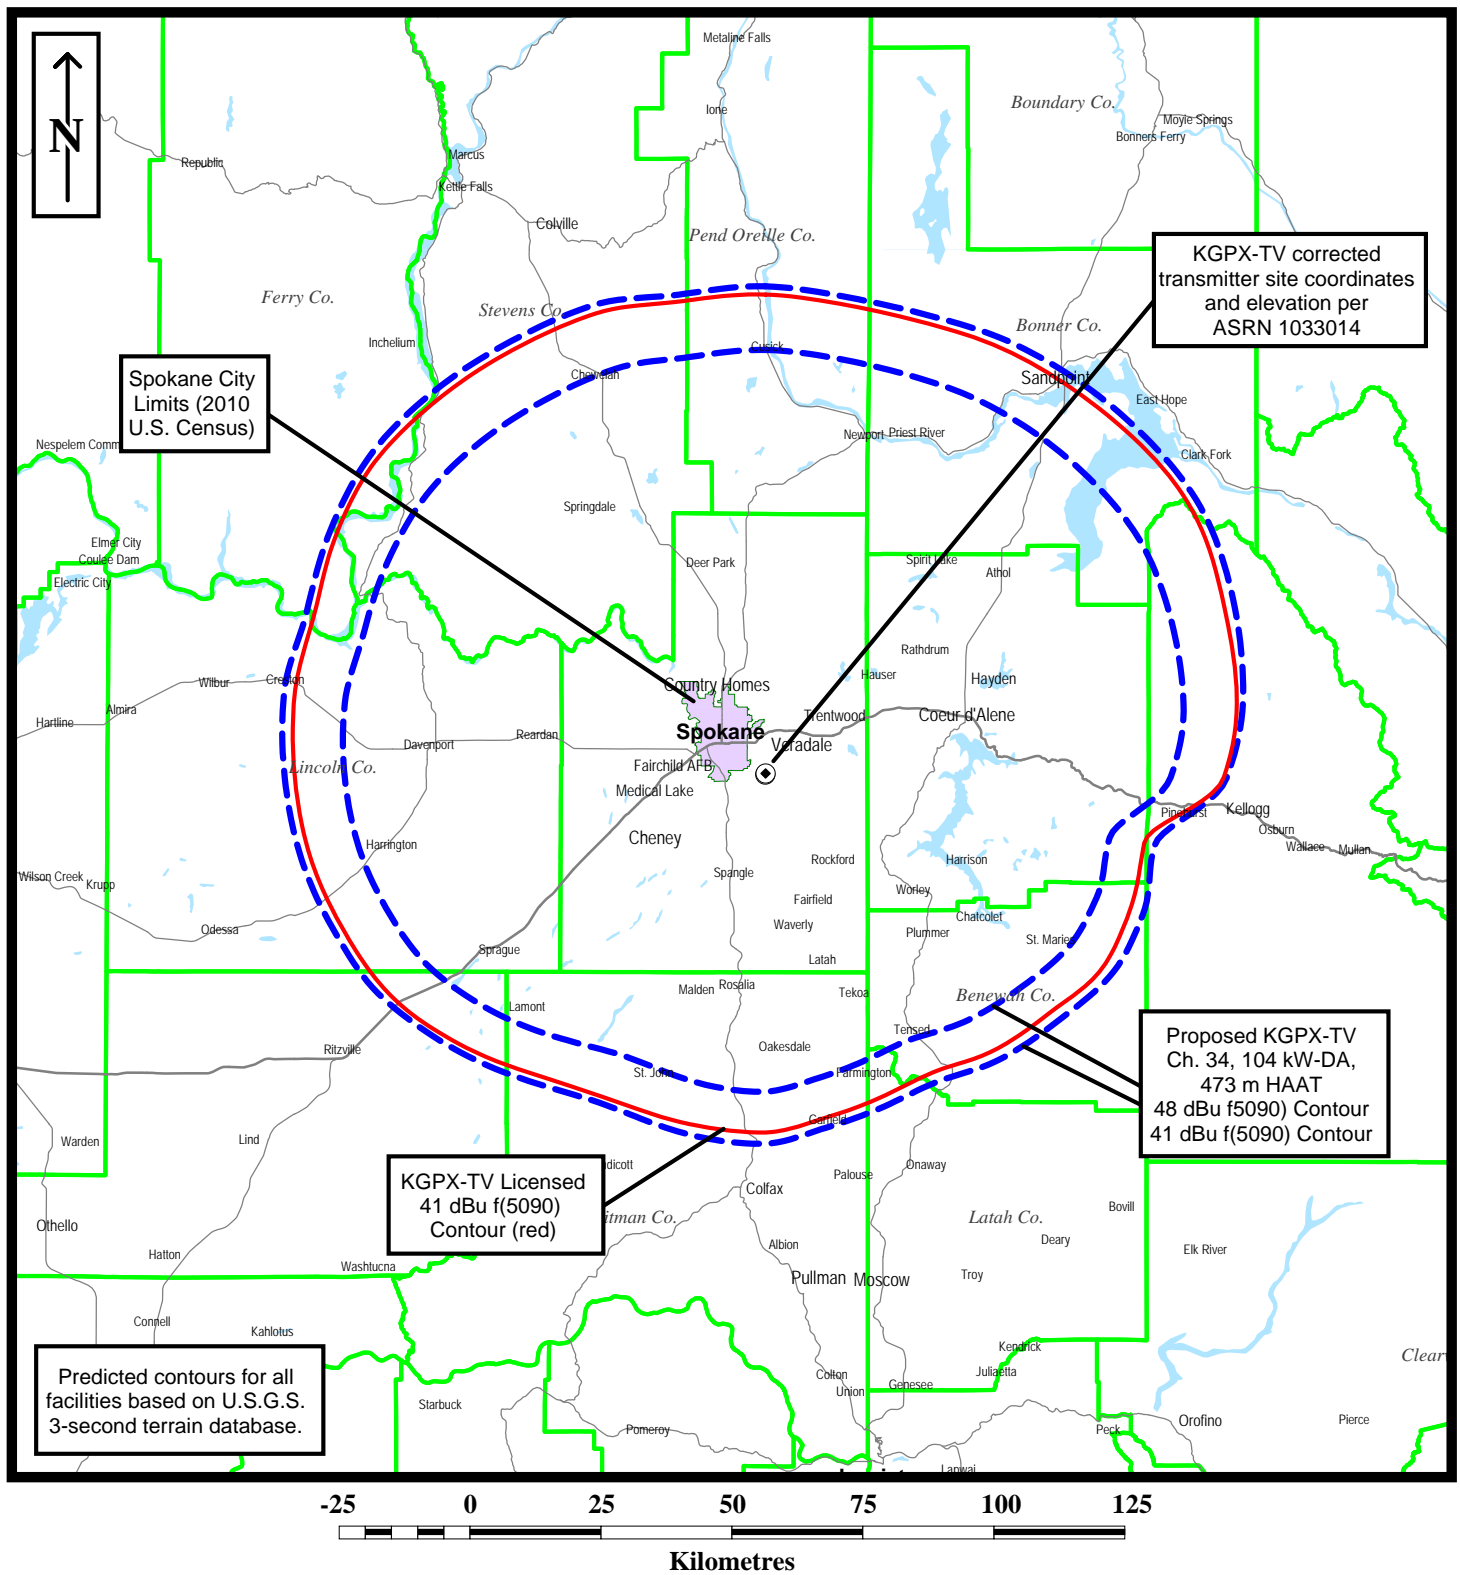 Metaline Falls
N
Boundary Co.
Ione
Moyie Springs
Bonners Ferry
Republic
Marcus
Kettle Falls
Colville
Pend Oreille Co.
KGPX-TV corrected
transmitter site coordinates
and elevation per
ASRN 1033014
Ferry Co.
Stevens Co.
Bonner Co.
Inchelium
Cusick
Spokane City
Limits (2010
U.S. Census)
Chewelah
Sandpoint
East Hope
Nespelem Comm
Newport
Priest River
Clark Fork
Springdale
Elmer City
Coulee Dam
Electric City
Deer Park
Spirit Lake
Athol
Rathdrum
Hauser
Hayden
Wilbur
Creston
Country Homes
Almira
Hartline
Trentwood
Coeur d'Alene
Spokane
Veradale
Reardan
Davenport
Lincoln Co.
Fairchild AFB
Medical Lake
Pinehurst
Kellogg
Osburn
Wallace
Mullan
Cheney
Harrington
Rockford
Harrison
Spangle
Wilson Creek
Krupp
Worley
Fairfield
Chatcolet
Waverly
Odessa
Plummer
St. Maries
Sprague
Latah
Malden
Rosalia
Tekoa
Benewah Co.
Lamont
Tensed
Oakesdale
Ritzville
St. John
Farmington
Proposed KGPX-TV
Ch. 34, 104 kW-DA,
473 m HAAT
48 dBu f5090) Contour
41 dBu f(5090) Contour
Garfield
Warden
Lind
dicott
Onaway
Palouse
KGPX-TV Licensed
41 dBu f(5090)
Contour (red)
Colfax
itman Co.
Latah Co.
Bovill
Othello
Deary
Albion
Elk River
Hatton
Washtucna
Pullman
Moscow
Troy
Connell
Kahlotus
Kendrick
Clear
Juliaetta
Predicted contours for all
facilities based on U.S.G.S.
3-second terrain database.
Colton
Union
Genesee
Starbuck
Pomeroy
Peck
Orofino
Pierce
Lapwai
-25 0 25 50 75 100 125
Kilometres